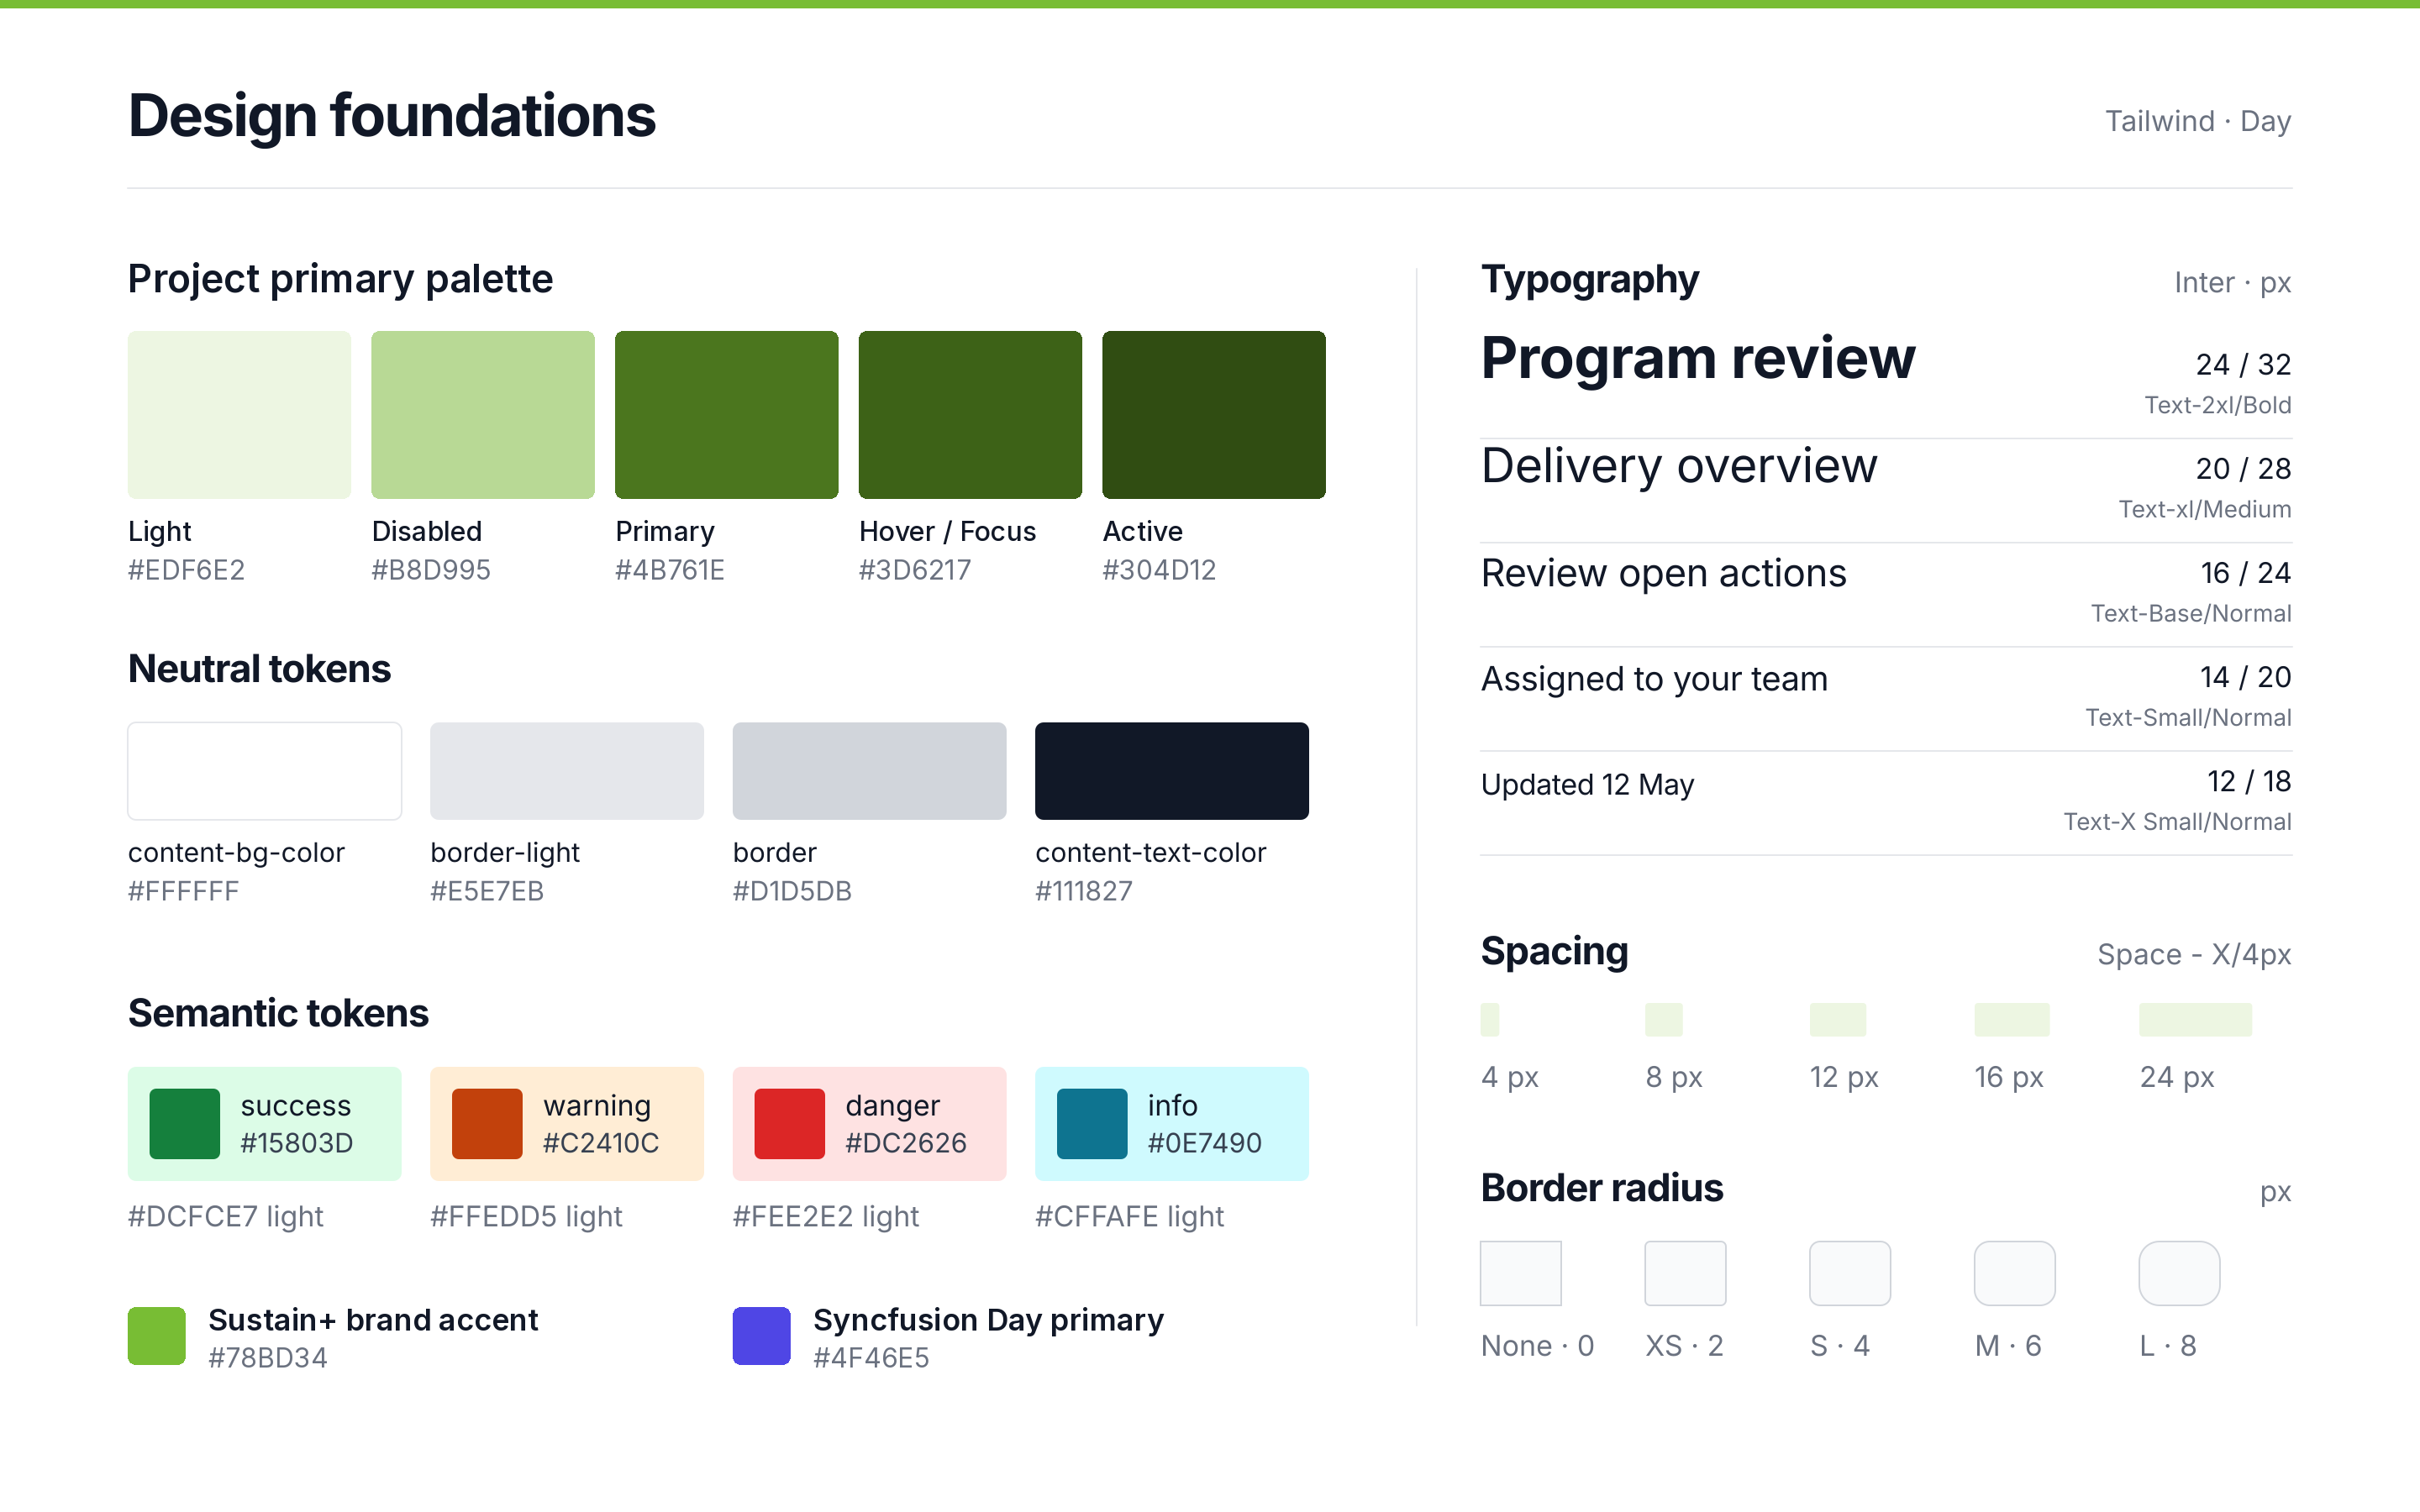 Design foundations
Tailwind · Day
Project primary palette
Light
#EDF6E2
Disabled
#B8D995
Primary
#4B761E
Hover / Focus
#3D6217
Active
#304D12
Neutral tokens
content-bg-color
#FFFFFF
border-light
#E5E7EB
border
#D1D5DB
content-text-color
#111827
Semantic tokens
success
#15803D
#DCFCE7 light
warning
#C2410C
#FFEDD5 light
danger
#DC2626
#FEE2E2 light
info
#0E7490
#CFFAFE light
Sustain+ brand accent
#78BD34
Syncfusion Day primary
#4F46E5
Typography
Inter · px
Program review
24 / 32
Text-2xl/Bold
Delivery overview
20 / 28
Text-xl/Medium
Review open actions
16 / 24
Text-Base/Normal
Assigned to your team
14 / 20
Text-Small/Normal
Updated 12 May
12 / 18
Text-X Small/Normal
Spacing
Space - X/4px
4 px
8 px
12 px
16 px
24 px
Border radius
px
None · 0
XS · 2
S · 4
M · 6
L · 8